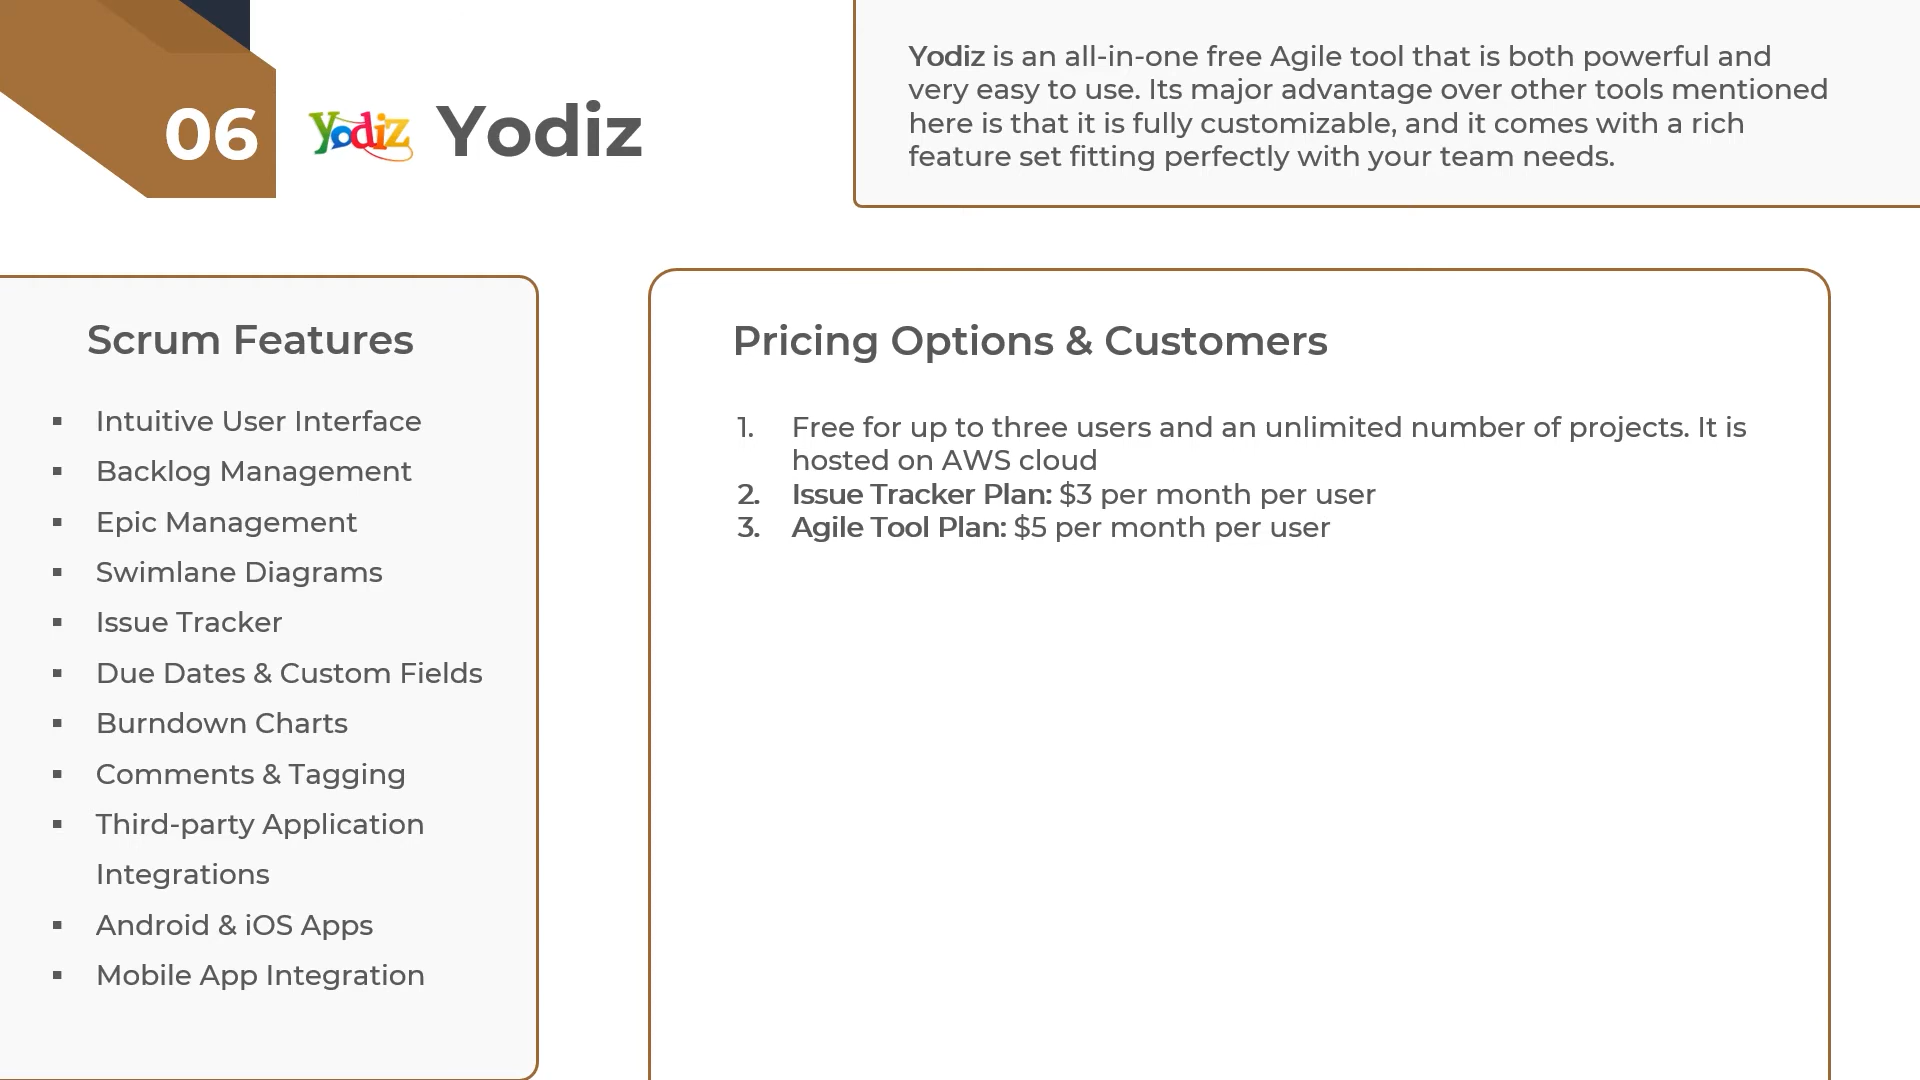 06
Yodiz
Yodiz
Yodiz is an all-in-one free Agile tool that is both powerful and
very easy to use. Its major advantage over other tools mentioned
here is that it is fully customizable, and it comes with a rich
feature set fitting perfectly with your team needs.
Scrum Features
▪ Intuitive User Interface
▪ Backlog Management
▪ Epic Management
▪ Swimlane Diagrams
▪ Issue Tracker
▪ Due Dates & Custom Fields
▪ Burndown Charts
▪ Comments & Tagging
▪ Third-party Application
Integrations
▪ Android & iOS Apps
▪ Mobile App Integration
Pricing Options & Customers
1. Free for up to three users and an unlimited number of projects. It is
hosted on AWS cloud
2. Issue Tracker Plan: $3 per month per user
3. Agile Tool Plan: $5 per month per user